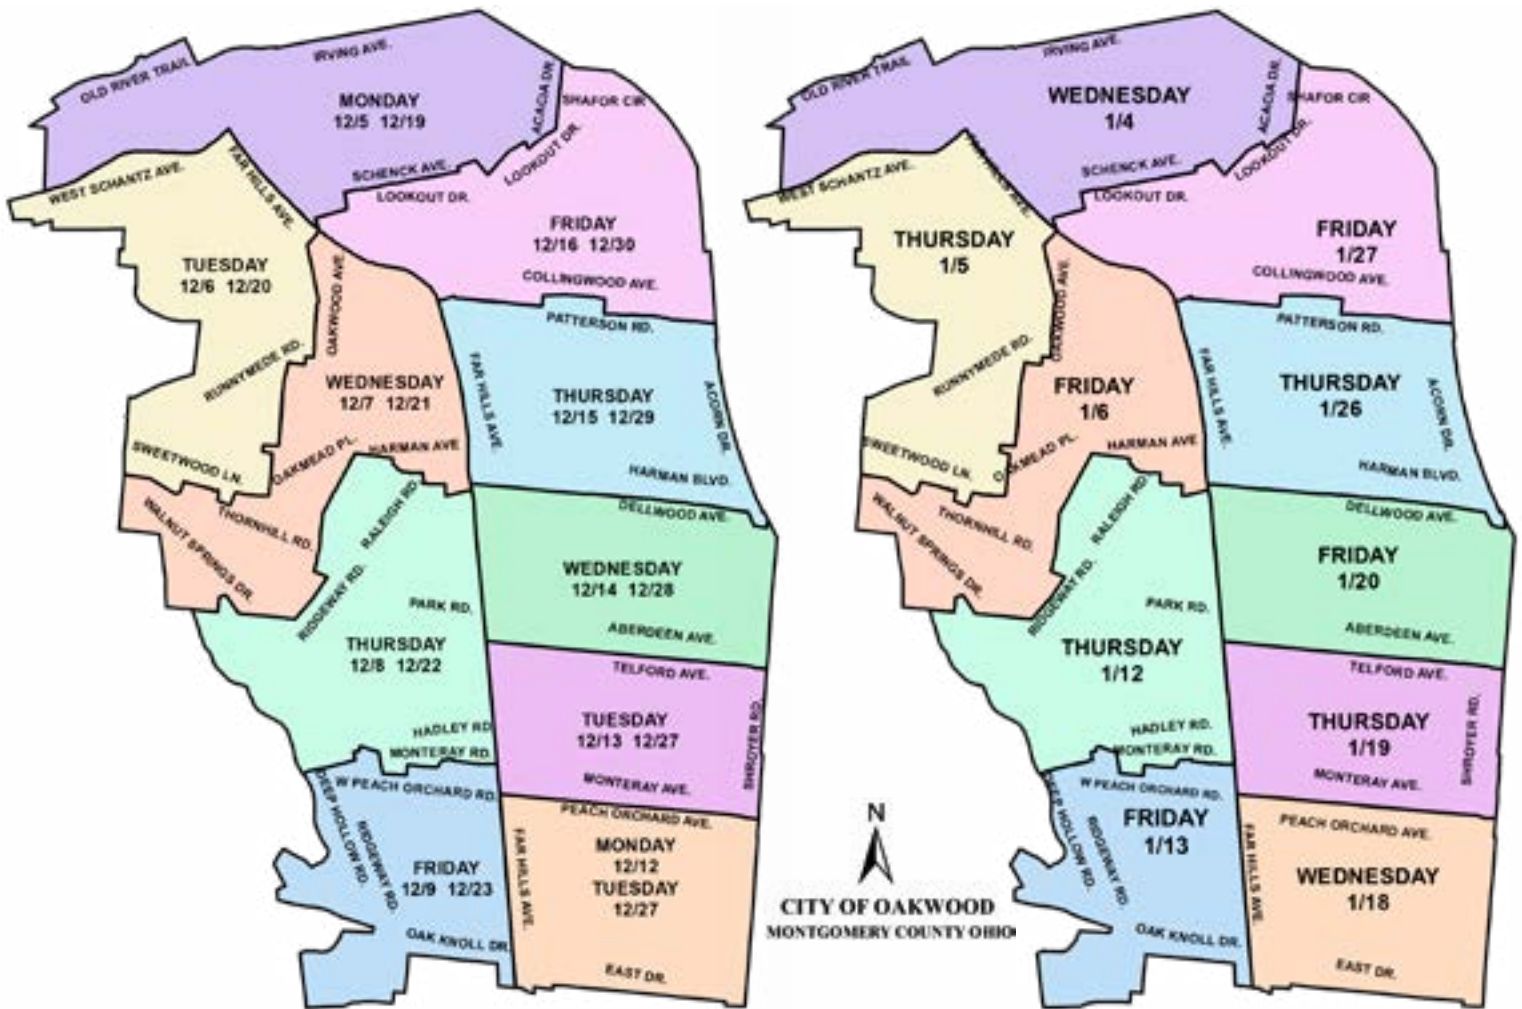 IRVING AVE.
OLD RIVER TRAIL
MONDAY
12/5 12/19
ACACIA DR.
SHAFOR CIR
LOOKOUT DR.
SCHENCK AVE.
LOOKOUT DR.
WEST SCHANTZ AVE.
FAR HILLS AVE.
FRIDAY
12/16 12/30
COLLINGWOOD AVE.
TUESDAY
12/6 12/20
OAKWOOD AVE.
PATTERSON RD.
RUNNYMEDE RD.
WEDNESDAY
12/7 12/21
FAR HILLS AVE.
THURSDAY
12/15 12/29
ACORN DR.
HARMAN AVE
OAKMEAD PL.
SWEETWOOD LN.
HARMAN BLVD.
DELLWOOD AVE.
RALEIGH RD.
THORNHILL RD.
WALNUT SPRINGS DR.
WEDNESDAY
12/14 12/28
RIDGEWAY RD.
PARK RD.
ABERDEEN AVE.
THURSDAY
12/8 12/22
TELFORD AVE.
TUESDAY
12/13 12/27
SHROYER RD.
HADLEY RD.
MONTERAY RD.
MONTERAY AVE.
W PEACH ORCHARD RD.
PEACH ORCHARD AVE.
DEEP HOLLOW RD.
RIDGEWAY RD.
FRIDAY
12/9 12/23
FAR HILLS AVE.
MONDAY
12/12
TUESDAY
12/27
OAK KNOLL DR.
EAST DR.
N
CITY OF OAKWOOD
MONTGOMERY COUNTY OHIO
IRVING AVE.
OLD RIVER TRAIL
WEDNESDAY
1/4
ACACIA DR.
SHAFOR CIR
LOOKOUT DR.
SCHENCK AVE.
LOOKOUT DR.
WEST SCHANTZ AVE.
FAR HILLS AVE.
THURSDAY
1/5
FRIDAY
1/27
COLLINGWOOD AVE.
OAKWOOD AVE.
PATTERSON RD.
RUNNYMEDE RD.
FRIDAY
1/6
FAR HILLS AVE.
THURSDAY
1/26
ACORN DR.
HARMAN AVE
OAKMEAD PL.
SWEETWOOD LN.
HARMAN BLVD.
DELLWOOD AVE.
RALEIGH RD.
THORNHILL RD.
WALNUT SPRINGS DR.
FRIDAY
1/20
RIDGEWAY RD.
PARK RD.
ABERDEEN AVE.
THURSDAY
1/12
TELFORD AVE.
THURSDAY
1/19
SHROYER RD.
HADLEY RD.
MONTERAY RD.
MONTERAY AVE.
W PEACH ORCHARD RD.
PEACH ORCHARD AVE.
DEEP HOLLOW RD.
RIDGEWAY RD.
FRIDAY
1/13
FAR HILLS AVE.
WEDNESDAY
1/18
OAK KNOLL DR.
EAST DR.